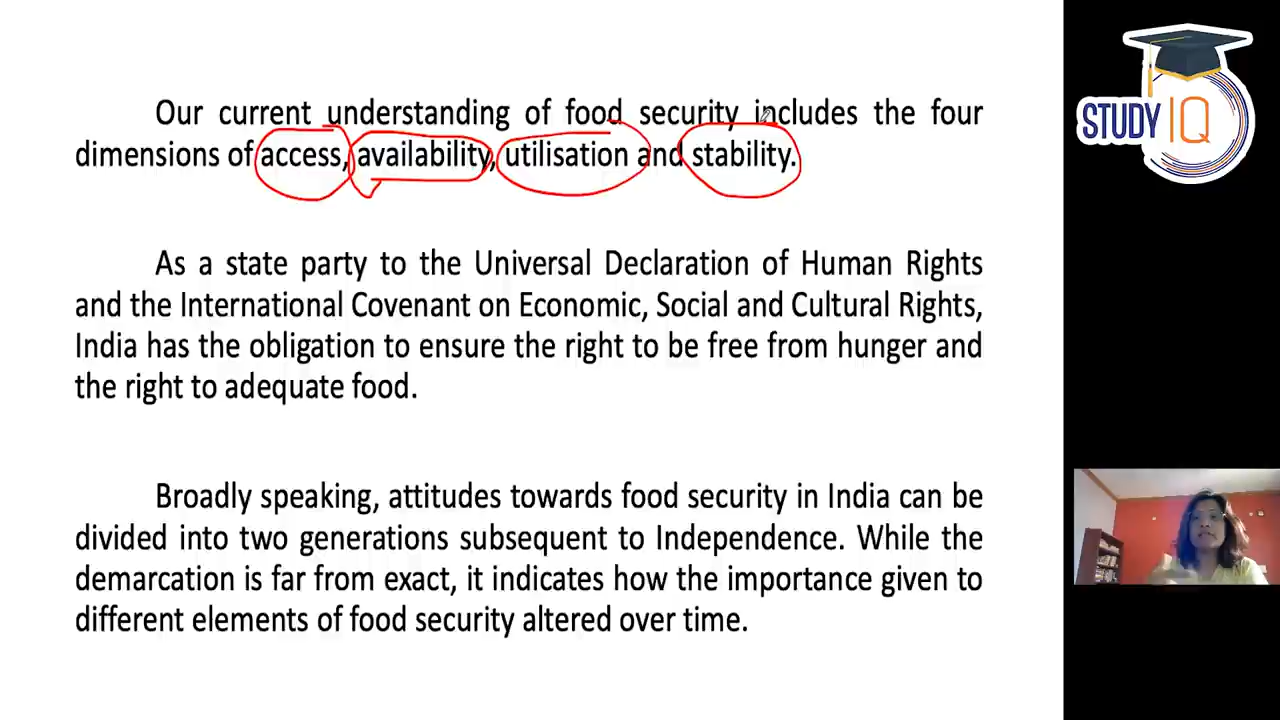 Our current understanding of food security includes the four
dimensions of access, availability, utilisation and stability.
As a state party to the Universal Declaration of Human Rights
and the International Covenant on Economic, Social and Cultural Rights,
India has the obligation to ensure the right to be free from hunger and
the right to adequate food.
Broadly speaking, attitudes towards food security in India can be
divided into two generations subsequent to Independence. While the
demarcation is far from exact, it indicates how the importance given to
different elements of food security altered over time.
STUDY IQ